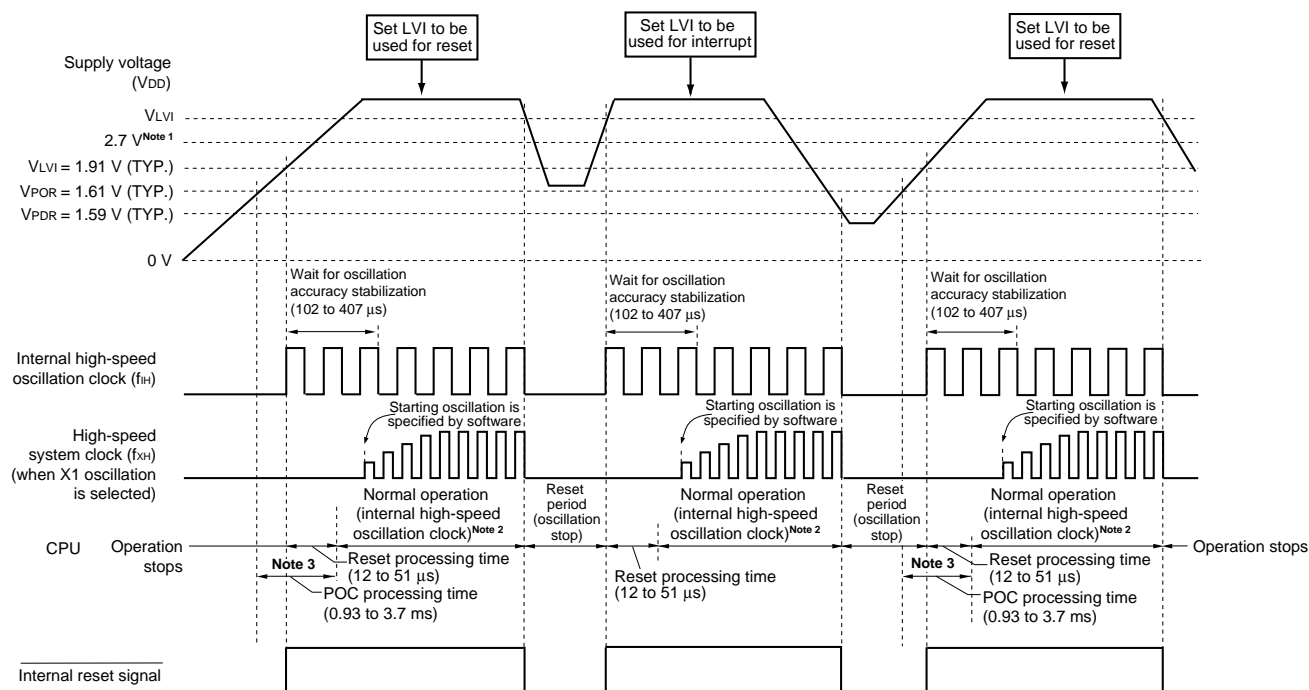 Set LVI to be
used for reset
Set LVI to be
used for interrupt
Set LVI to be
used for reset
Supply voltage
(VDD)
VLVI
2.7 V Note 1
VLVI = 1.91 V (TYP.)
VPOR = 1.61 V (TYP.)
VPDR = 1.59 V (TYP.)
0 V
Wait for oscillation
accuracy stabilization
(102 to 407 μs)
Wait for oscillation
accuracy stabilization
(102 to 407 μs)
Wait for oscillation
accuracy stabilization
(102 to 407 μs)
Internal high-speed
oscillation clock (fIH)
Starting oscillation is
specified by software
Starting oscillation is
specified by software
Starting oscillation is
specified by software
High-speed
system clock (fXH)
(when X1 oscillation
is selected)
Normal operation
(internal high-speed
oscillation clock) Note 2
Reset
period
(oscillation
stop)
Normal operation
(internal high-speed
oscillation clock) Note 2
Reset
period
(oscillation
stop)
Normal operation
(internal high-speed
oscillation clock) Note 2
CPU
Operation
stops
Operation stops
Note 3
Reset processing time
(12 to 51 μs)
POC processing time
(0.93 to 3.7 ms)
Reset processing time
(12 to 51 μs)
Note 3
Reset processing time
(12 to 51 μs)
POC processing time
(0.93 to 3.7 ms)
Internal reset signal